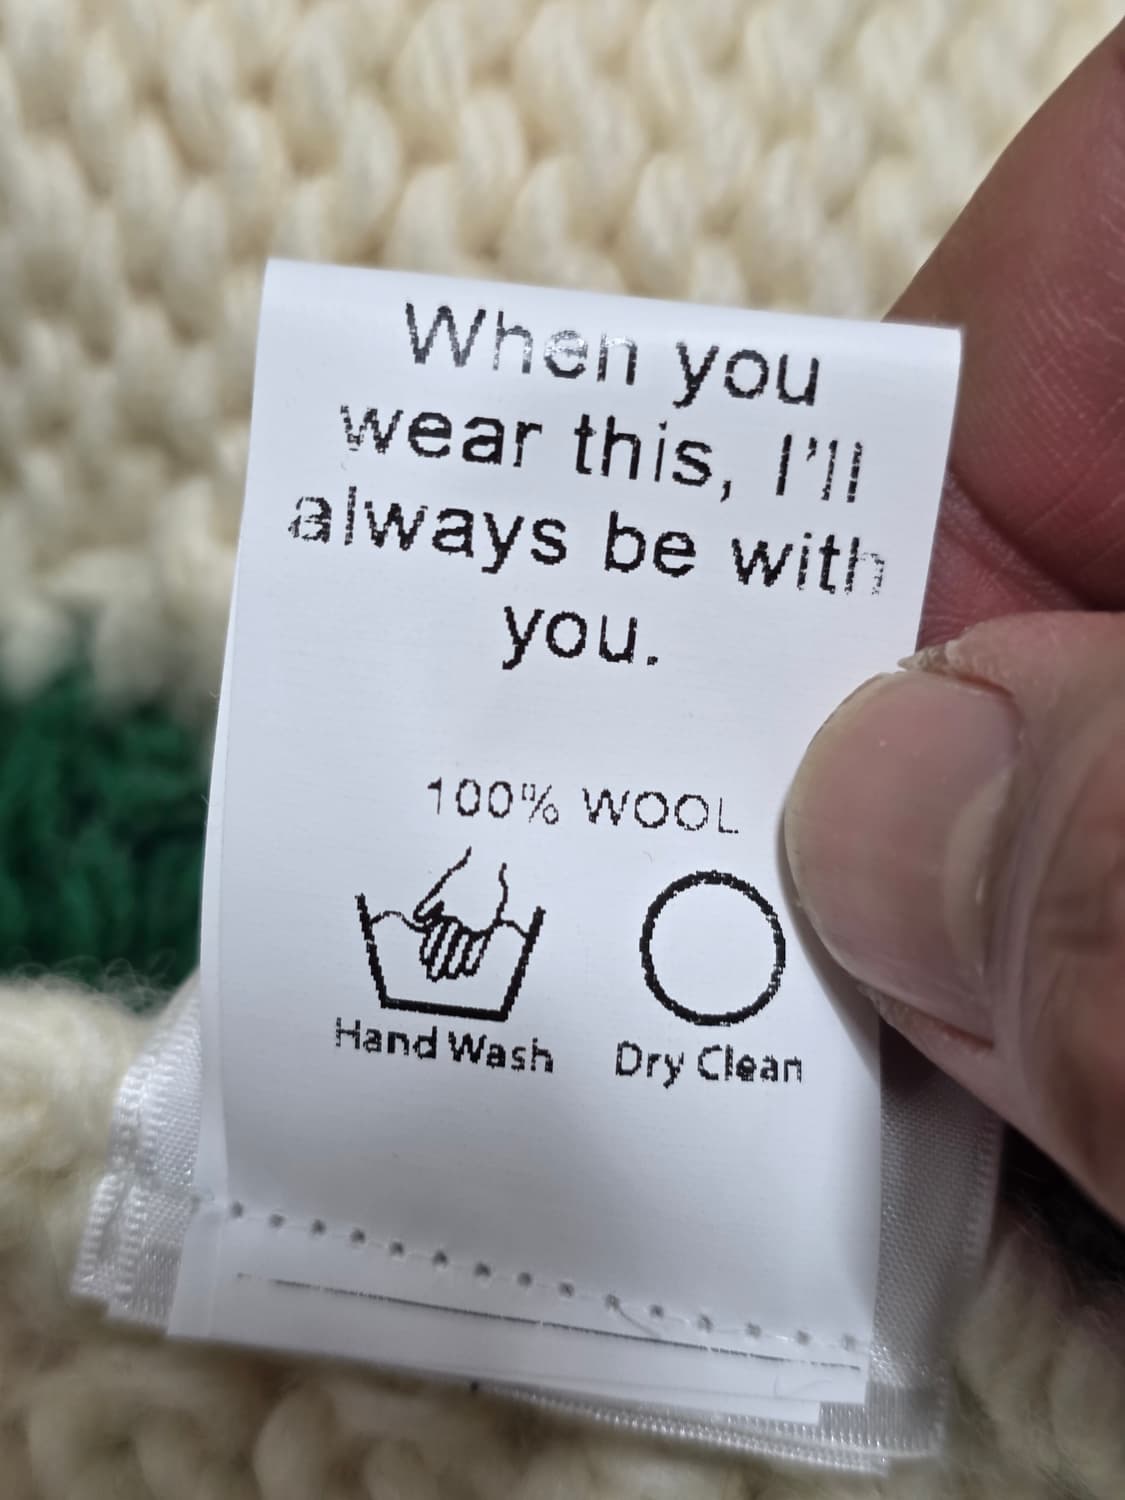 When you
wear this, I'll
always be with
you.
100% WOOL
Hand Wash
Dry Clean